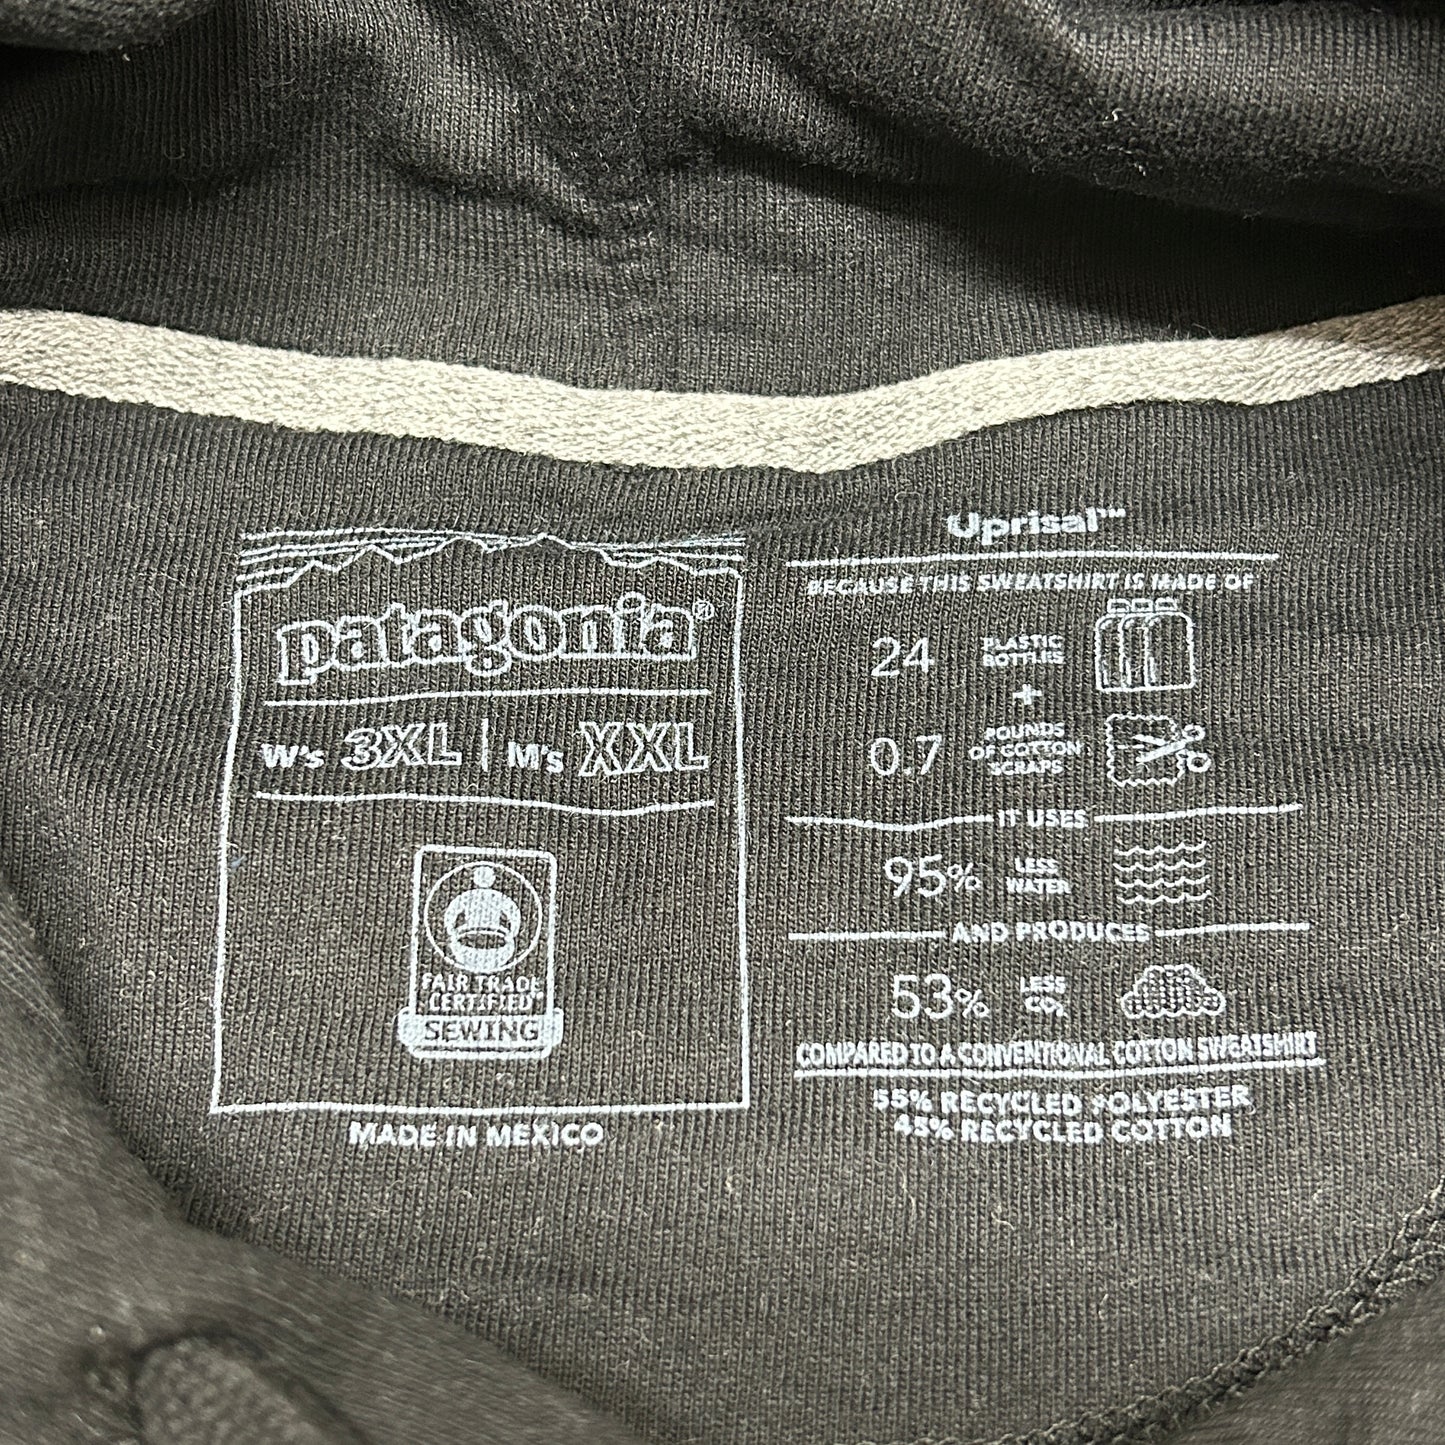 patagonia®
W's 3XL | M's XXL
FAIR TRADE
CERTIFIED™
SEWING
MADE IN MEXICO
Uprisal™
BECAUSE THIS SWEATSHIRT IS MADE OF
24 PLASTIC BOTTLES
+
0.7 POUNDS OF COTTON SCRAPS
IT USES
95% LESS WATER
AND PRODUCES
53% LESS CO₂
COMPARED TO A CONVENTIONAL COTTON SWEATSHIRT
55% RECYCLED POLYESTER
45% RECYCLED COTTON